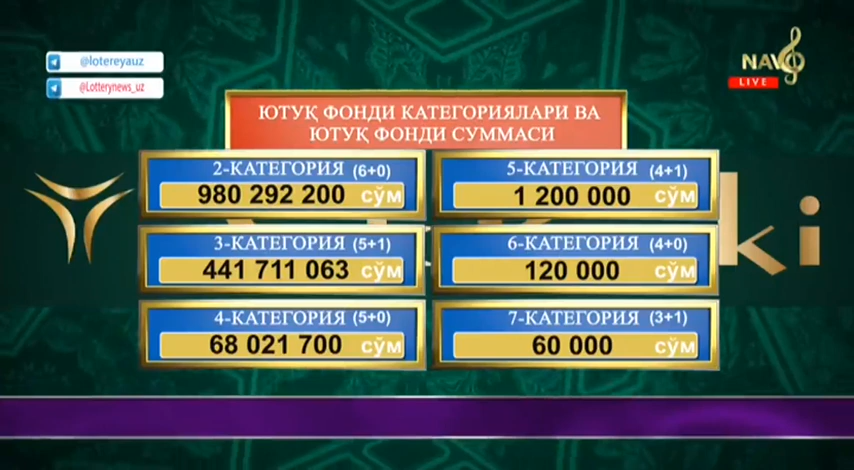 @lotereyauz
@Lotterynews_uz
NAVO
LIVE
ЮТУҚ ФОНДИ КАТЕГОРИЯЛАРИ ВА
ЮТУҚ ФОНДИ СУММАСИ
2-КАТЕГОРИЯ (6+0)
980 292 200 сўм
5-КАТЕГОРИЯ (4+1)
1 200 000 сўм
3-КАТЕГОРИЯ (5+1)
441 711 063 сўм
6-КАТЕГОРИЯ (4+0)
120 000 сўм
4-КАТЕГОРИЯ (5+0)
68 021 700 сўм
7-КАТЕГОРИЯ (3+1)
60 000 сўм